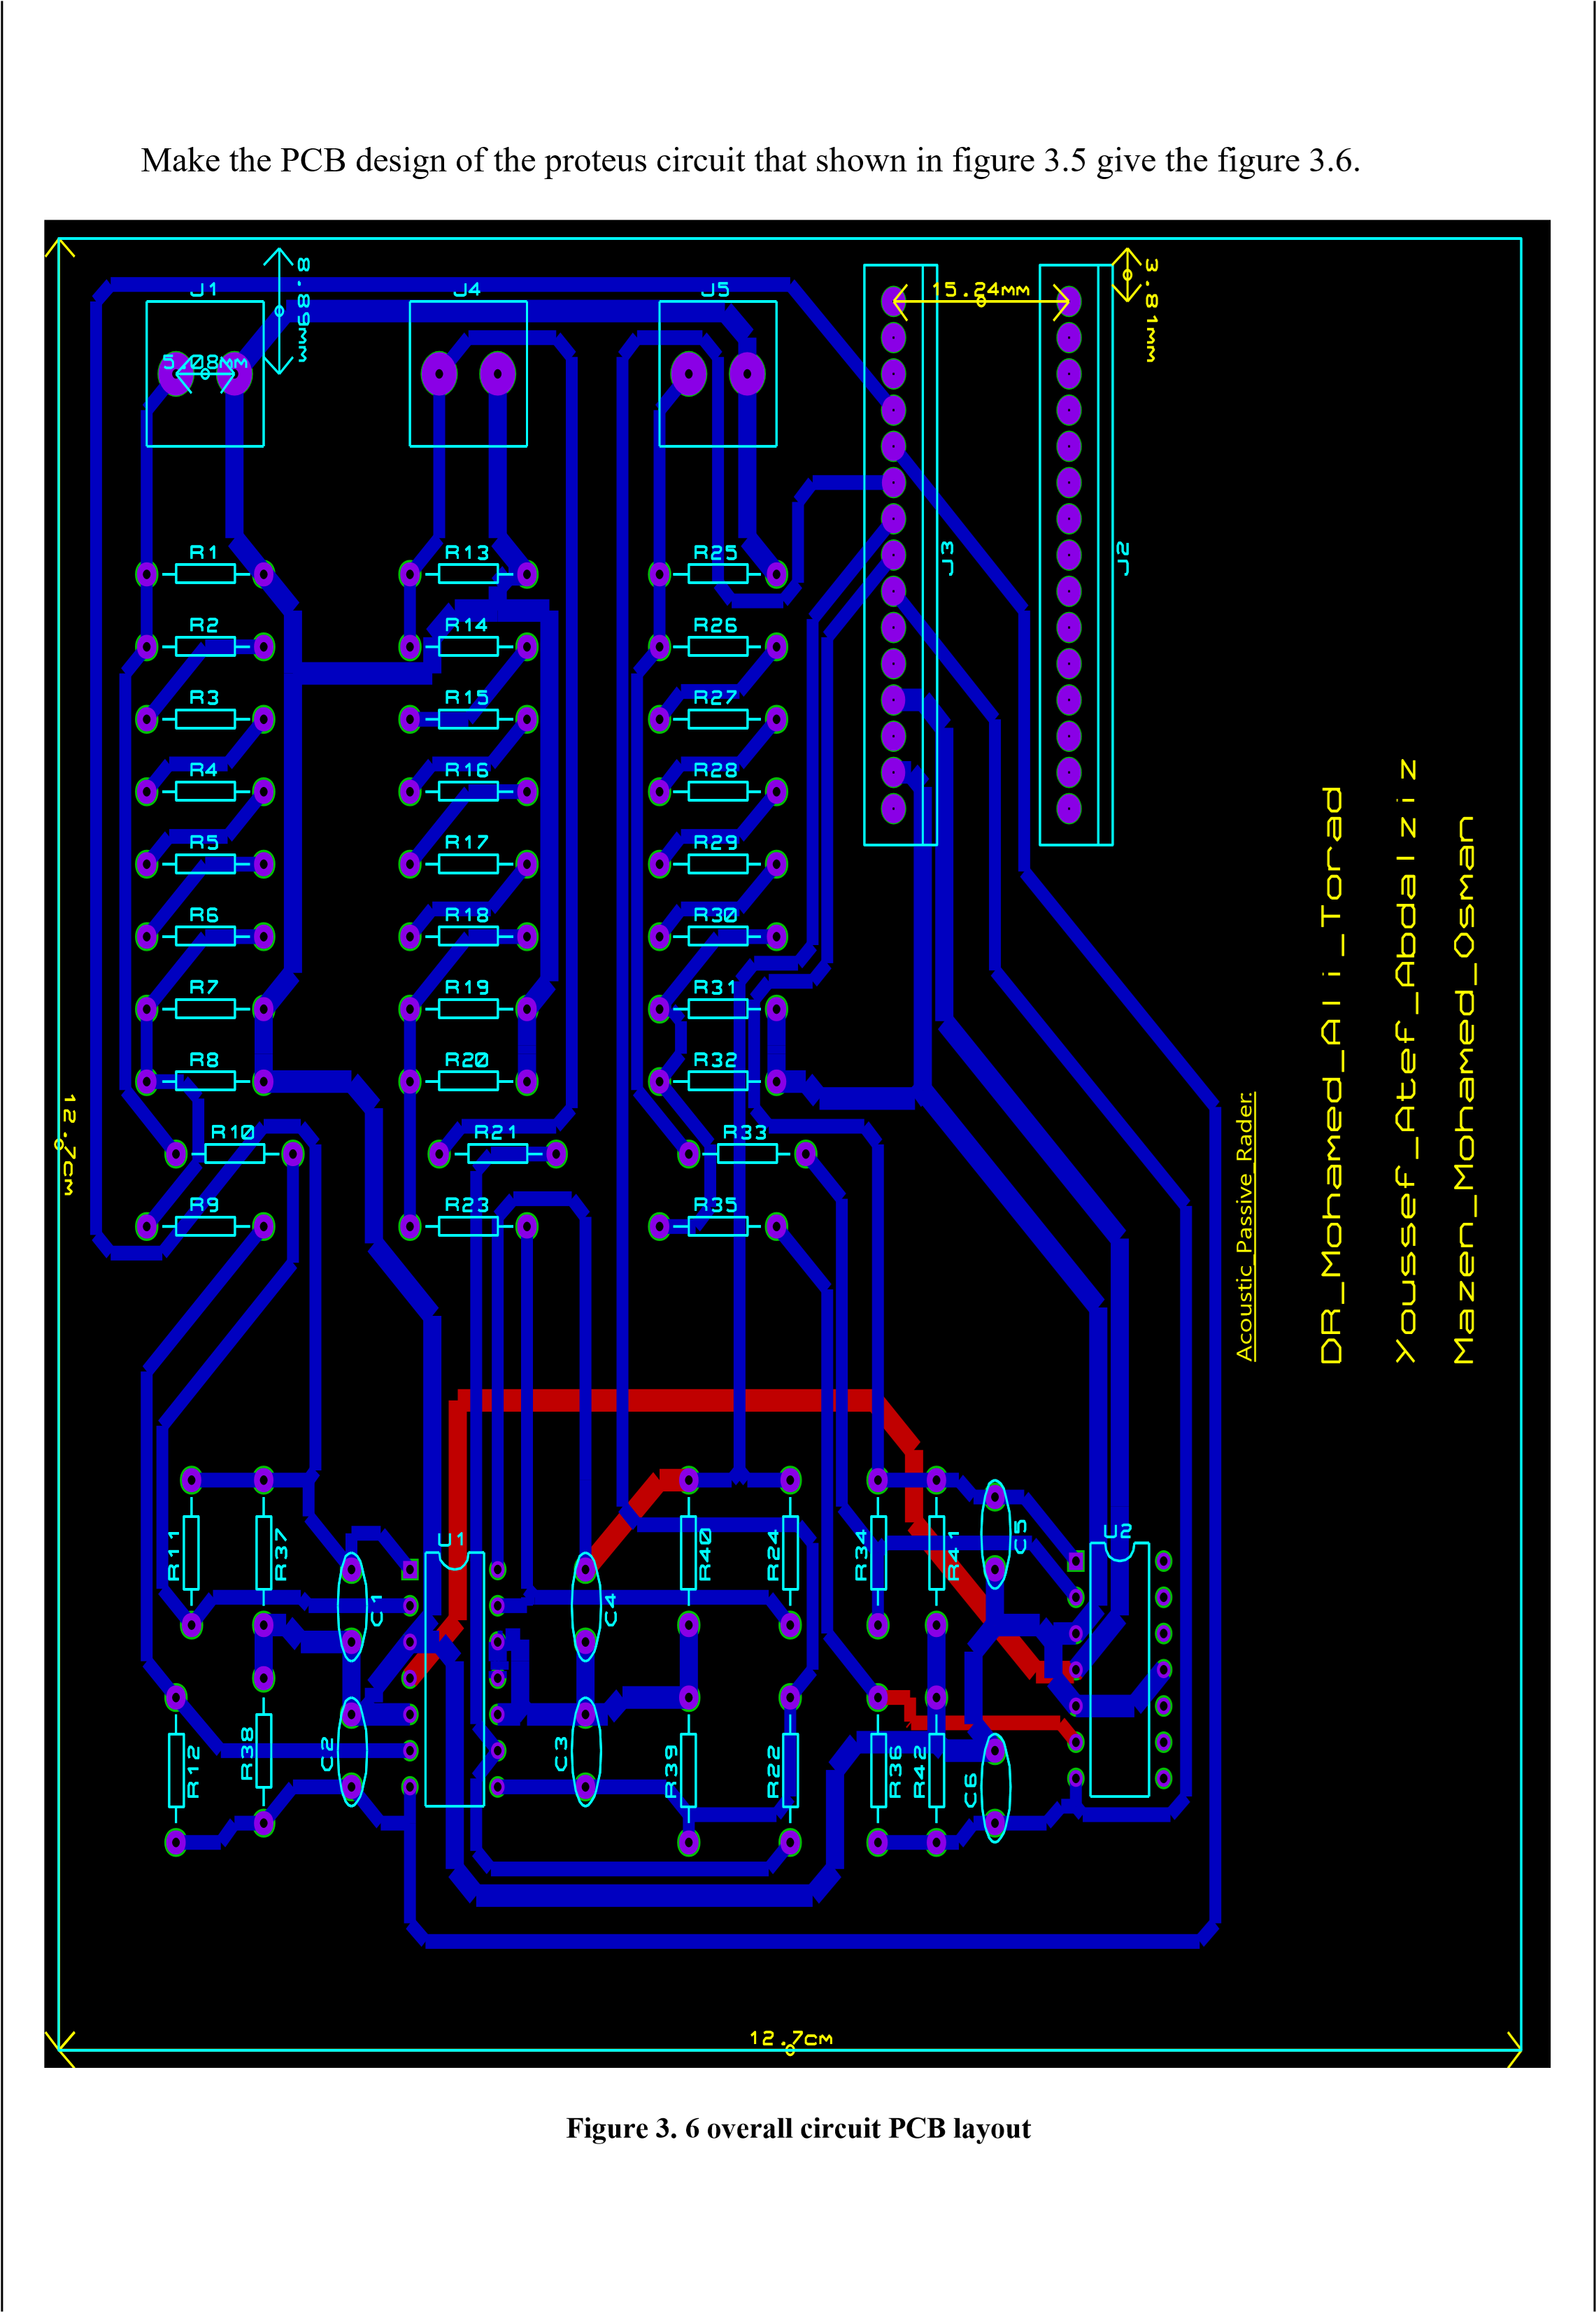 Make the PCB design of the proteus circuit that shown in figure 3.5 give the figure 3.6.
J1
8.89mm
J4
J5
15.24mm
3.81mm
5.08mm
J3
J2
R1
R13
R25
R2
R14
R26
R3
R15
R27
R4
R16
R28
R5
R17
R29
R6
R18
R30
R7
R19
R31
R8
R20
R32
R10
R21
R33
R9
R23
R35
12.7cm
Acoustic_Passive_Rader:
DR_Mohamed_Ali_Torad
Youssef_Atef_Abdalziz
Mazen_Mohamed_Osman
R11
R37
C1
U1
C4
R40
R24
R34
R41
C5
U2
R12
R38
C2
C3
R39
R22
R36
R42
C6
12.7cm
Figure 3. 6 overall circuit PCB layout